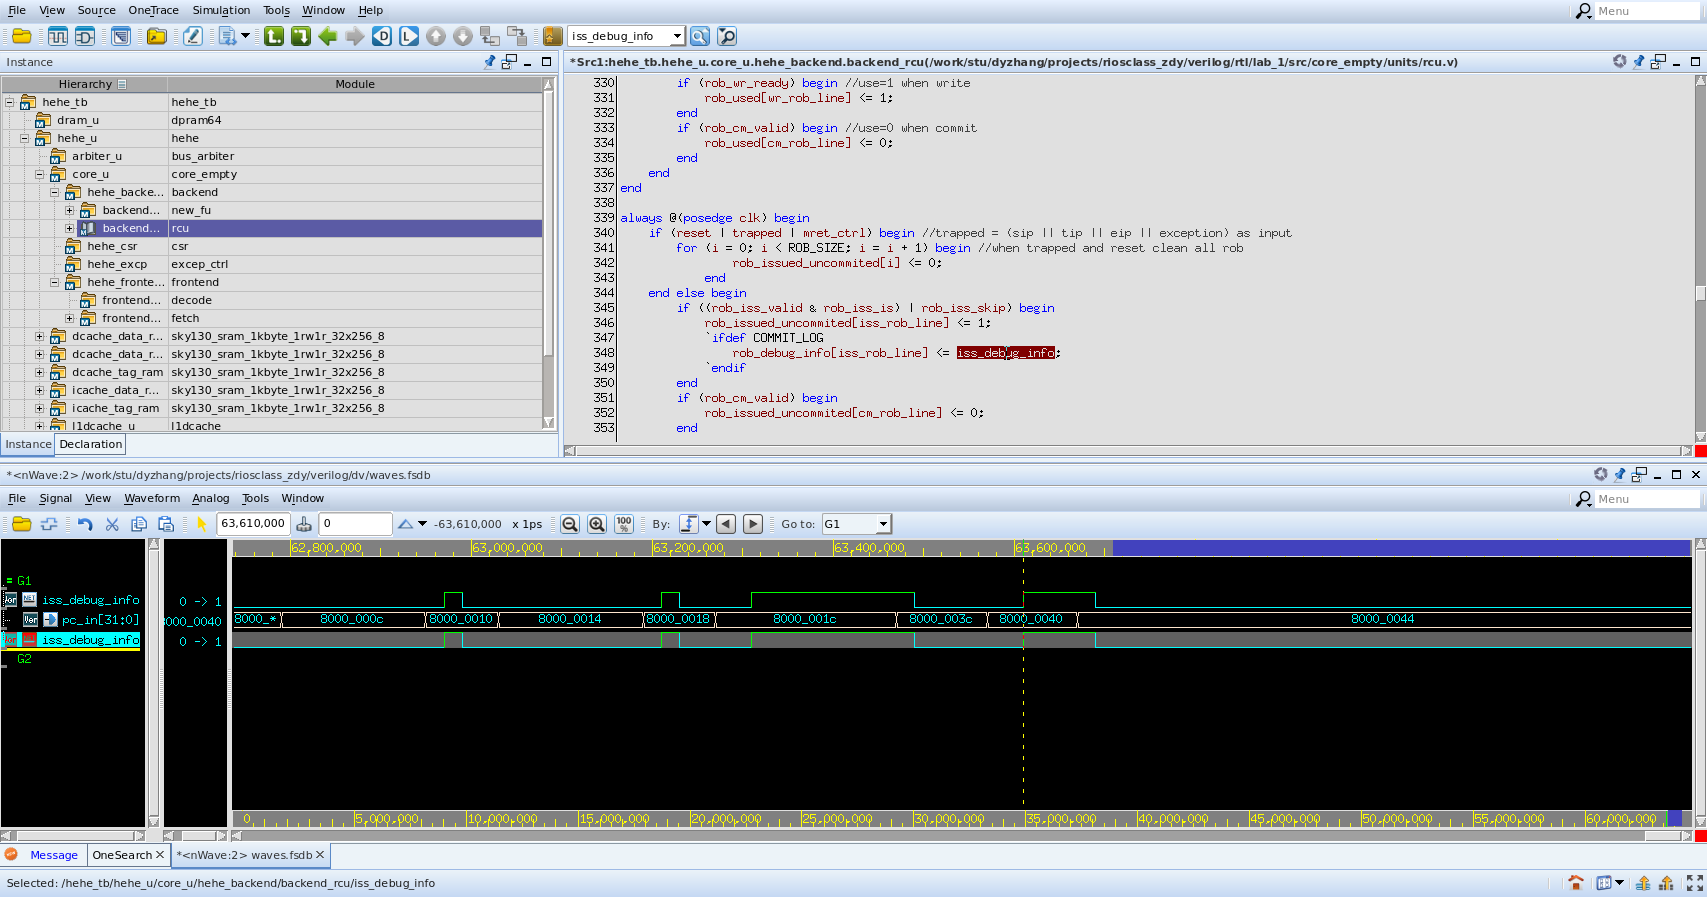 File View Source OneTrace Simulation Tools Window Help Menu
iss_debug_info
Instance
*Src1:hehe_tb.hehe_u.core_u.hehe_backend.backend_rcu(/work/stu/dyzhang/projects/riosclass_zdy/verilog/rtl/lab_1/src/core_empty/units/rcu.v)
Hierarchy Module
hehe_tb hehe_tb
dram_u dpram64
hehe_u hehe
arbiter_u bus_arbiter
core_u core_empty
hehe_backe... backend
backend... new_fu
backend... rcu
hehe_csr csr
hehe_excp excep_ctrl
hehe_fronte... frontend
frontend... decode
frontend... fetch
dcache_data_r... sky130_sram_1kbyte_1rw1r_32x256_8
dcache_data_r... sky130_sram_1kbyte_1rw1r_32x256_8
dcache_tag_ram sky130_sram_1kbyte_1rw1r_32x256_8
icache_data_r... sky130_sram_1kbyte_1rw1r_32x256_8
icache_tag_ram sky130_sram_1kbyte_1rw1r_32x256_8
l1dcache_u l1dcache
Instance Declaration
330 if (rob_wr_ready) begin //use=1 when write
331 rob_used[wr_rob_line] <= 1;
332 end
333 if (rob_cm_valid) begin //use=0 when commit
334 rob_used[cm_rob_line] <= 0;
335 end
336 end
337 end
338
339 always @(posedge clk) begin
340 if (reset | trapped | mret_ctrl) begin //trapped = (sip || tip || eip || exception) as input
341 for (i = 0; i < ROB_SIZE; i = i + 1) begin //when trapped and reset clean all rob
342 rob_issued_uncommited[i] <= 0;
343 end
344 end else begin
345 if ((rob_iss_valid & rob_iss_is) | rob_iss_skip) begin
346 rob_issued_uncommited[iss_rob_line] <= 1;
347 `ifdef COMMIT_LOG
348 rob_debug_info[iss_rob_line] <= iss_debug_info;
349 `endif
350 end
351 if (rob_cm_valid) begin
352 rob_issued_uncommited[cm_rob_line] <= 0;
353 end
*<nWave:2> /work/stu/dyzhang/projects/riosclass_zdy/verilog/dv/waves.fsdb
File Signal View Waveform Analog Tools Window Menu
63,610,000 0 -63,610,000 x 1ps 100% By: Go to: G1
62,800,000 63,000,000 63,200,000 63,400,000 63,600,000
= G1
iss_debug_info 0 -> 1
pc_in[31:0] 8000_0040 8000_* 8000_000c 8000_0010 8000_0014 8000_0018 8000_001c 8000_003c 8000_0040 8000_0044
iss_debug_info 0 -> 1
G2
0 5,000,000 10,000,000 15,000,000 20,000,000 25,000,000 30,000,000 35,000,000 40,000,000 45,000,000 50,000,000 55,000,000 60,000,000
Message OneSearch *<nWave:2> waves.fsdb
Selected: /hehe_tb/hehe_u/core_u/hehe_backend/backend_rcu/iss_debug_info